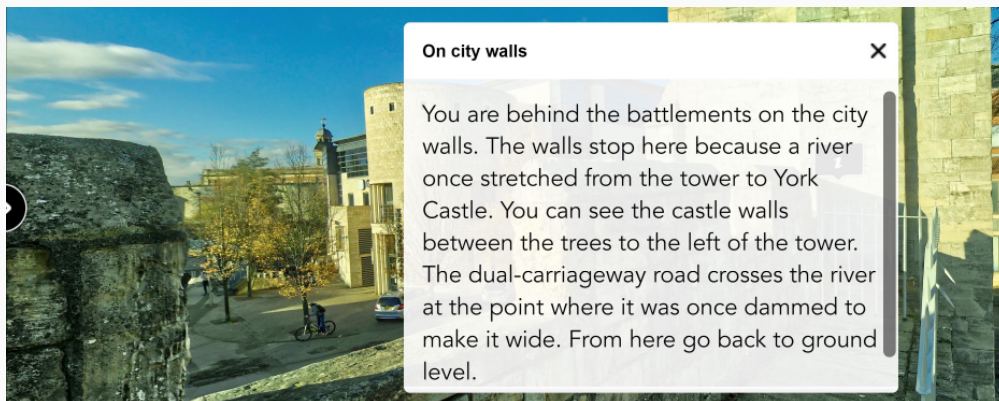 On city walls
You are behind the battlements on the city
walls. The walls stop here because a river
once stretched from the tower to York
Castle. You can see the castle walls
between the trees to the left of the tower.
The dual-carriageway road crosses the river
at the point where it was once dammed to
make it wide. From here go back to ground
level.